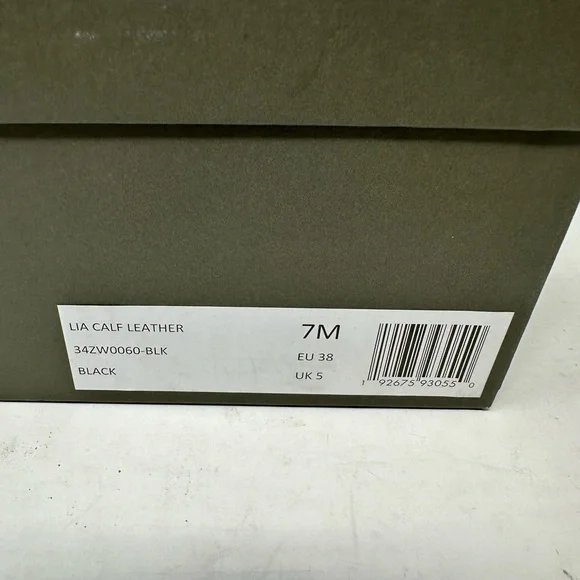 LIA CALF LEATHER
34ZW0060-BLK
BLACK
7M
EU 38
UK 5
1 92675 93055 0